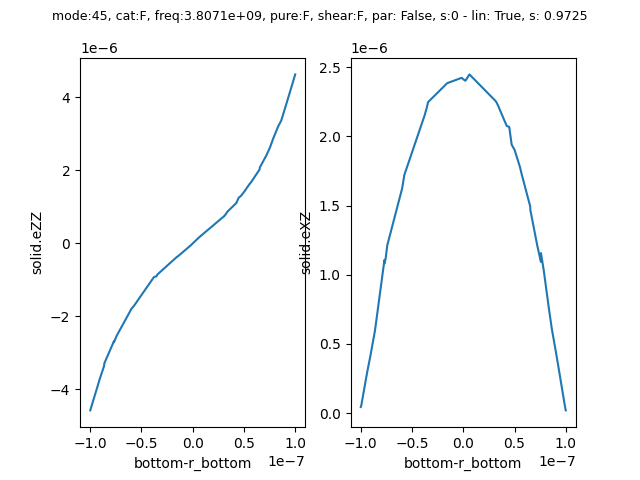 mode:45, cat:F, freq:3.8071e+09, pure:F, shear:F, par: False, s:0 - lin: True, s: 0.9725
1e−6
4
2
0
−2
−4
solid.eZZ
−1.0 −0.5 0.0 0.5 1.0
1e−7
bottom-r_bottom
1e−6
2.5
2.0
1.5
1.0
0.5
0.0
solid.eXZ
−1.0 −0.5 0.0 0.5 1.0
1e−7
bottom-r_bottom